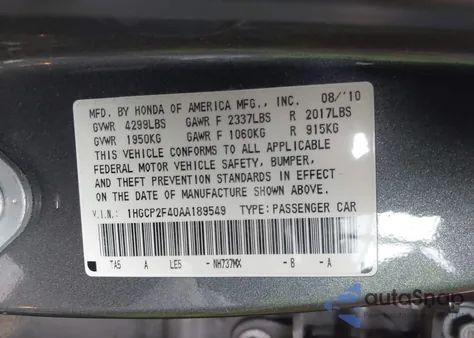 MFD. BY HONDA OF AMERICA MFG., INC. 08/'10
GVWR 4299LBS GAWR F 2337LBS R 2017LBS
GVWR 1950KG GAWR F 1060KG R 915KG
THIS VEHICLE CONFORMS TO ALL APPLICABLE
FEDERAL MOTOR VEHICLE SAFETY, BUMPER,
AND THEFT PREVENTION STANDARDS IN EFFECT
ON THE DATE OF MANUFACTURE SHOWN ABOVE.
V.I.N.: 1HGCP2F40AA189549 TYPE: PASSENGER CAR
TA5 A LE5 -NH737MX -B -A
autoSnap